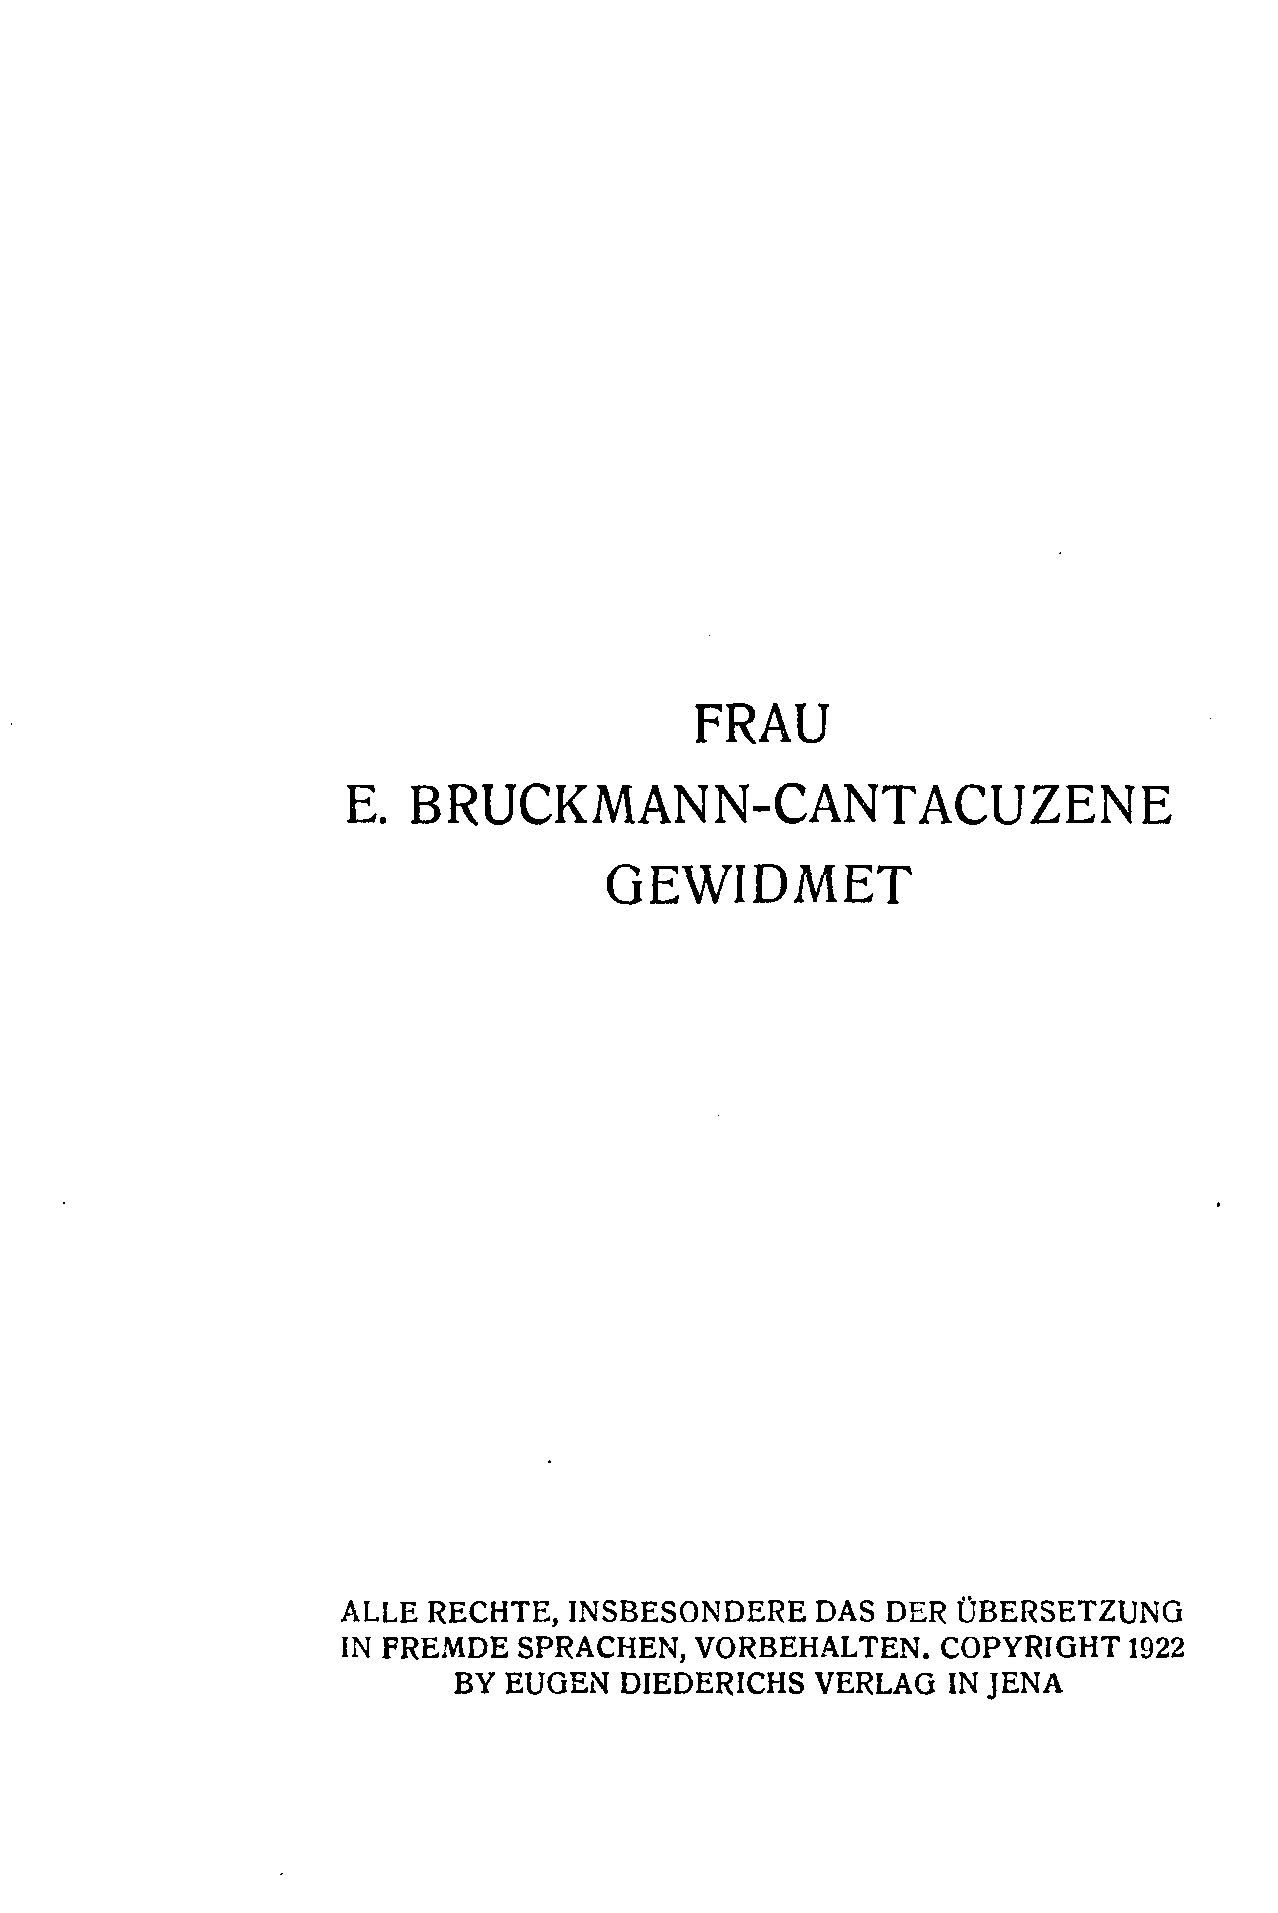 FRAU
E. BRUCKMANN-CANTACUZENE
GEWIDMET
ALLE RECHTE, INSBESONDERE DAS DER ÜBERSETZUNG
IN FREMDE SPRACHEN, VORBEHALTEN. COPYRIGHT 1922
BY EUGEN DIEDERICHS VERLAG IN JENA